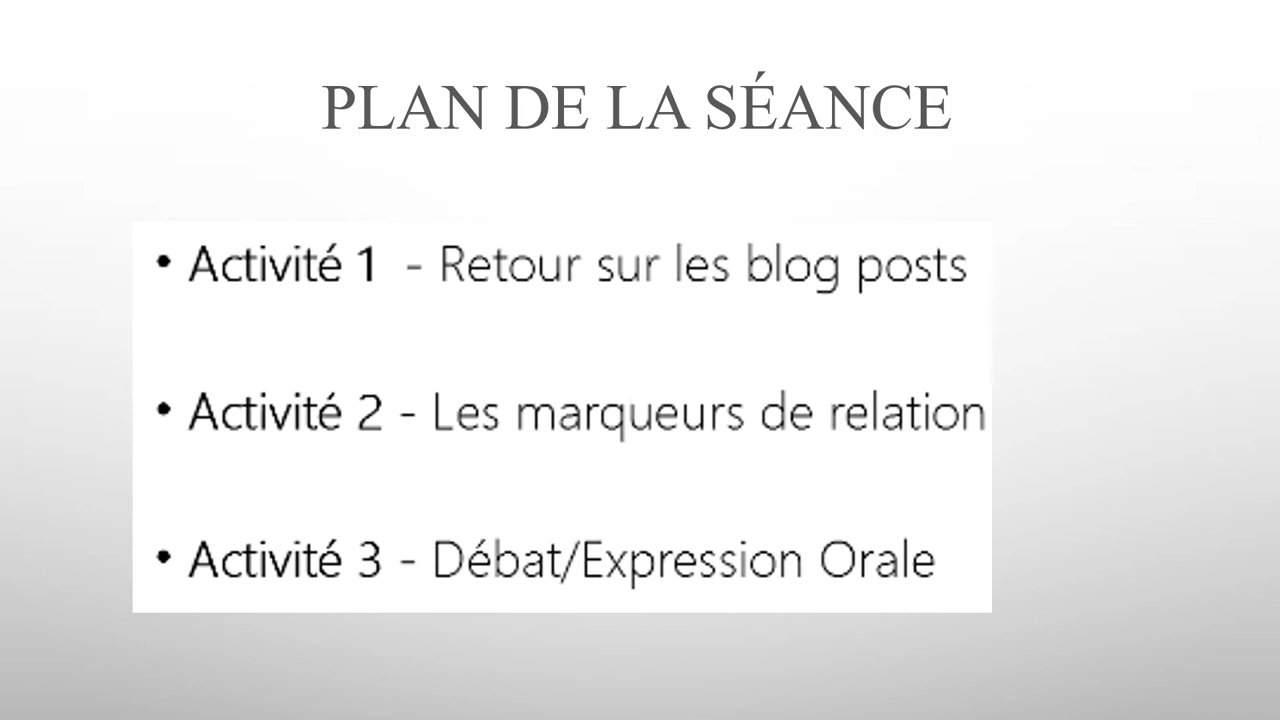 PLAN DE LA SÉANCE
• Activité 1 - Retour sur les blog posts
• Activité 2 - Les marqueurs de relation
• Activité 3 - Débat/Expression Orale